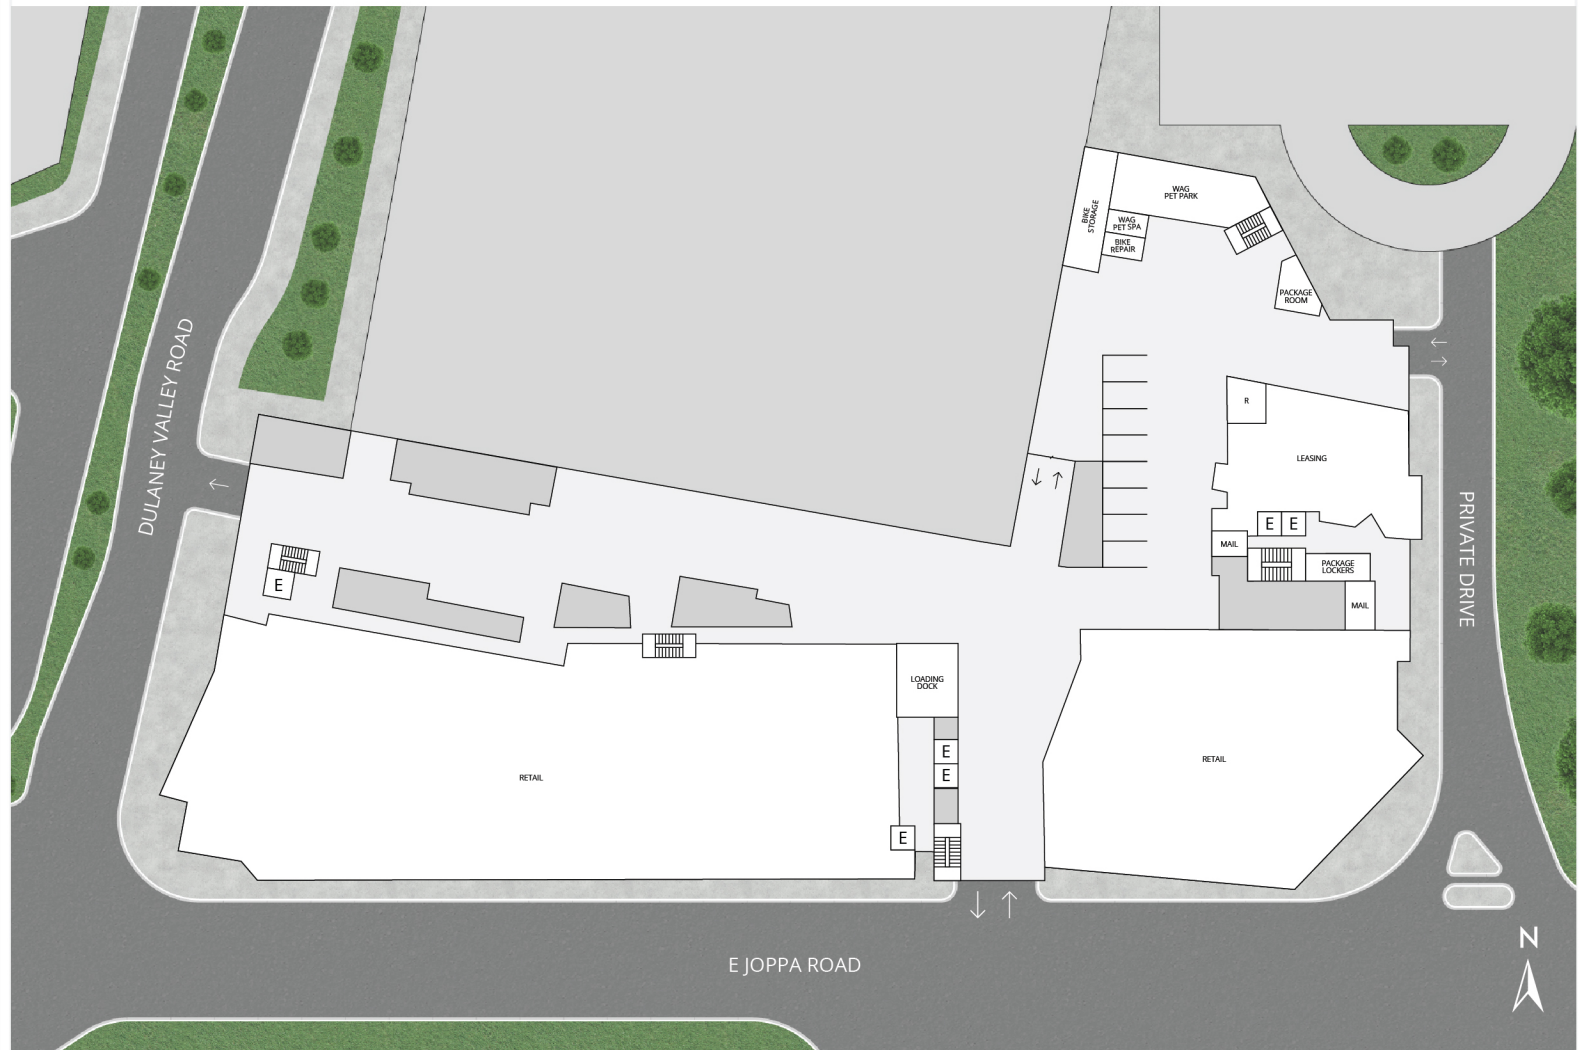 WAG
PET PARK
BIKE
STORAGE
WAG
PET SPA
BIKE
REPAIR
PACKAGE
ROOM
DULANEY VALLEY ROAD
R
LEASING
E
E
MAIL
PACKAGE
LOCKERS
MAIL
PRIVATE DRIVE
E
LOADING
DOCK
E
E
RETAIL
RETAIL
E
E JOPPA ROAD
N